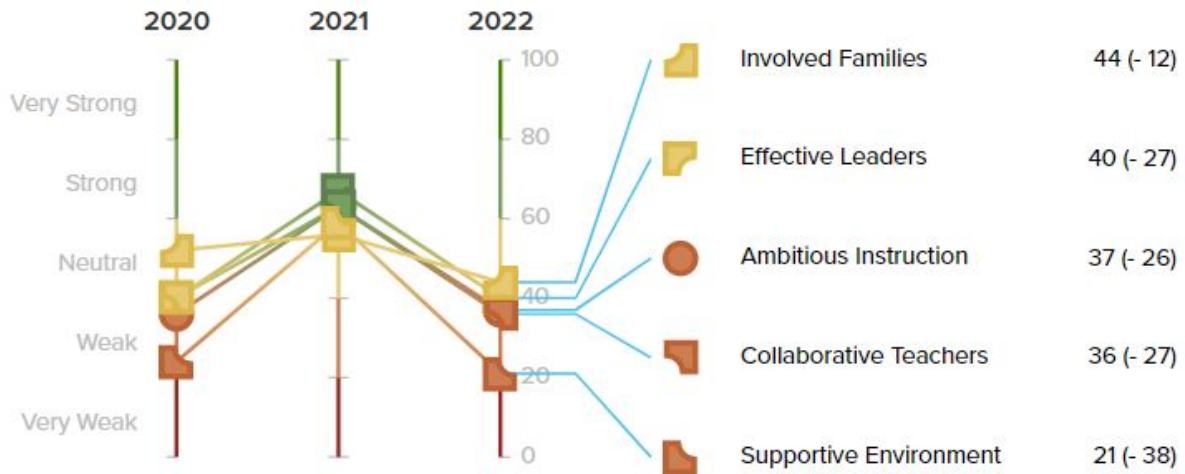 2020 2021 2022
100
Involved Families 44 (- 12)
Very Strong
80
Effective Leaders 40 (- 27)
Strong
60
Neutral
Ambitious Instruction 37 (- 26)
40
Weak
Collaborative Teachers 36 (- 27)
20
Very Weak
0
Supportive Environment 21 (- 38)